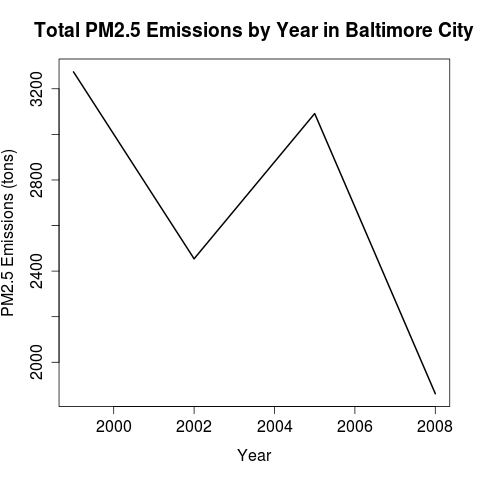 Total PM2.5 Emissions by Year in Baltimore City
PM2.5 Emissions (tons)
3200
2800
2400
2000
2000 2002 2004 2006 2008
Year